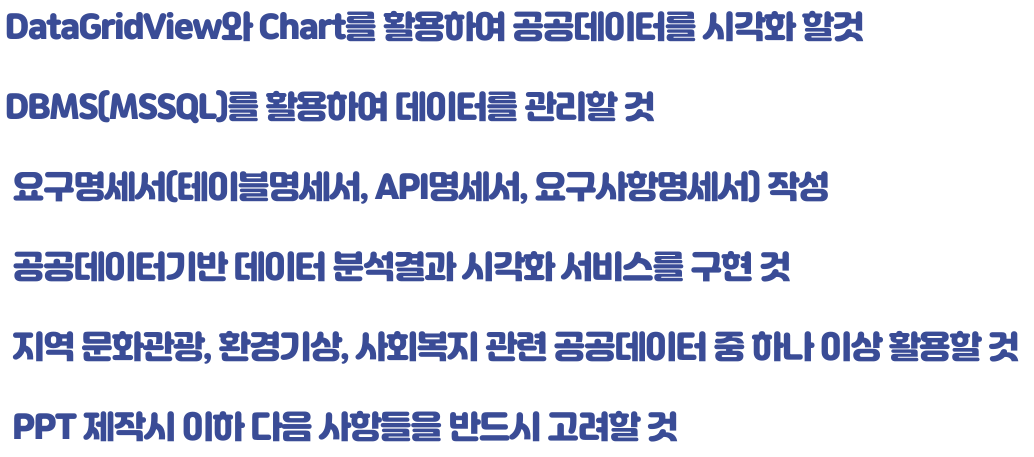 DataGridView와 Chart를 활용하여 공공데이터를 시각화 할것
DBMS(MSSQL)를 활용하여 데이터를 관리할 것
요구명세서(테이블명세서, API명세서, 요구사항명세서) 작성
공공데이터기반 데이터 분석결과 시각화 서비스를 구현 것
지역 문화관광, 환경기상, 사회복지 관련 공공데이터 중 하나 이상 활용할 것
PPT 제작시 이하 다음 사항들을 반드시 고려할 것